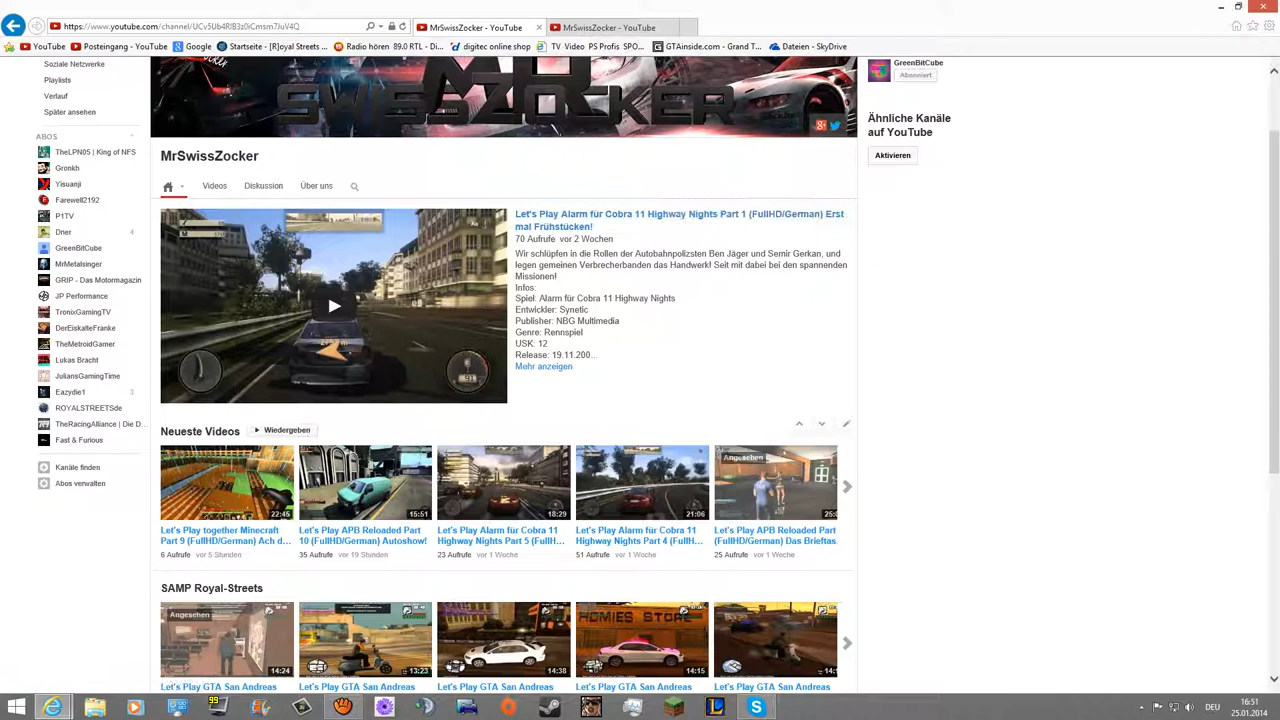 https://www.youtube.com/channel/UCv5Ub4RlB3z0iCmsm7JuV4Q
MrSwissZocker - YouTube
MrSwissZocker - YouTube
YouTube
Posteingang - YouTube
Google
Startseite - [R]oyal Streets ...
Radio hören 89.0 RTL - Di...
digitec online.shop
TV Video PS Profis SPO...
GTAinside.com - Grand T...
Dateien - SkyDrive
Soziale Netzwerke
Playlists
Verlauf
Später ansehen
ABOS
TheLPN05 | King of NFS
Gronkh
Yisuanji
Farewell2192
P1TV
Dner 4
GreenBitCube
MrMetalsinger
GRIP - Das Motormagazin
JP Performance
TronixGamingTV
DerEiskalteFranke
TheMetroidGamer
Lukas Bracht
JuliansGamingTime
Eazydie1 3
ROYALSTREETSde
TheRacingAlliance | Die D...
Fast & Furious
Kanäle finden
Abos verwalten
SWISSZOCKER
MrSwissZocker
Videos
Diskussion
Über uns
Let's Play Alarm für Cobra 11 Highway Nights Part 1 (FullHD/German) Erst
mal Frühstücken!
70 Aufrufe vor 2 Wochen
Wir schlüpfen in die Rollen der Autobahnpolizsten Ben Jäger und Semir Gerkan, und
legen gemeinen Verbrecherbanden das Handwerk! Seit mit dabei bei den spannenden
Missionen!
Infos:
Spiel: Alarm für Cobra 11 Highway Nights
Entwickler: Synetic
Publisher: NBG Multimedia
Genre: Rennspiel
USK: 12
Release: 19.11.200...
Mehr anzeigen
91
Neueste Videos
Wiedergeben
22:45
Let's Play together Minecraft
Part 9 (FullHD/German) Ach d...
6 Aufrufe vor 5 Stunden
15:51
Let's Play APB Reloaded Part
10 (FullHD/German) Autoshow!
35 Aufrufe vor 19 Stunden
18:29
Let's Play Alarm für Cobra 11
Highway Nights Part 5 (FullH...
23 Aufrufe vor 1 Woche
21:06
Let's Play Alarm für Cobra 11
Highway Nights Part 4 (FullH...
51 Aufrufe vor 1 Woche
Angesehen
Let's Play APB Reloaded Part
(FullHD/German) Das Brieftas.
25 Aufrufe vor 1 Woche
SAMP Royal-Streets
Angesehen
14:24
Let's Play GTA San Andreas
13:23
Let's Play GTA San Andreas
14:38
Let's Play GTA San Andreas
HOMIES STORE
14:15
Let's Play GTA San Andreas
Let's Play GTA San Andreas
GreenBitCube
Abonniert
Ähnliche Kanäle
auf YouTube
Aktivieren
99
DEU
16:51
25.01.2014